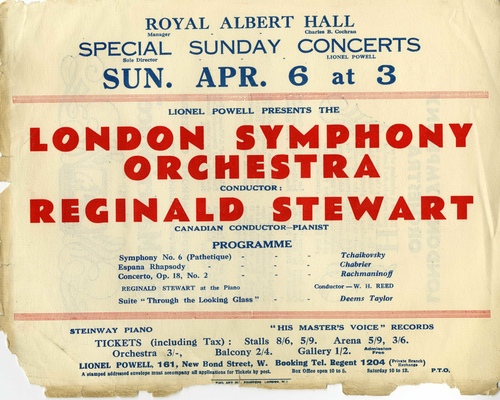 ROYAL ALBERT HALL
Manager - - - Charles B. Cochran
SPECIAL SUNDAY CONCERTS
Sole Director - - - LIONEL POWELL
SUN. APR. 6 at 3
LIONEL POWELL PRESENTS THE
LONDON SYMPHONY
ORCHESTRA
CONDUCTOR:
REGINALD STEWART
CANADIAN CONDUCTOR—PIANIST
PROGRAMME
Symphony No. 6 (Pathetique) - - - Tchaikovsky
Espana Rhapsody - - - - Chabrier
Concerto, Op. 18, No. 2 - - - - Rachmaninoff
REGINALD STEWART at the Piano Conductor — W. H. REED
Suite "Through the Looking Glass" - - - Deems Taylor
STEINWAY PIANO "HIS MASTER'S VOICE" RECORDS
TICKETS (including Tax): Stalls 8/6, 5/9. Arena 5/9, 3/6.
Orchestra 3/-, Balcony 2/4. Gallery 1/2. Admission Free
LIONEL POWELL, 161, New Bond Street, W. Booking Tel. Regent 1204 (Private Branch Exchange)
A stamped addressed envelope must accompany all applications for Tickets by post. Box Office open 10 to 5. Saturday 10 to 12. P.T.O.